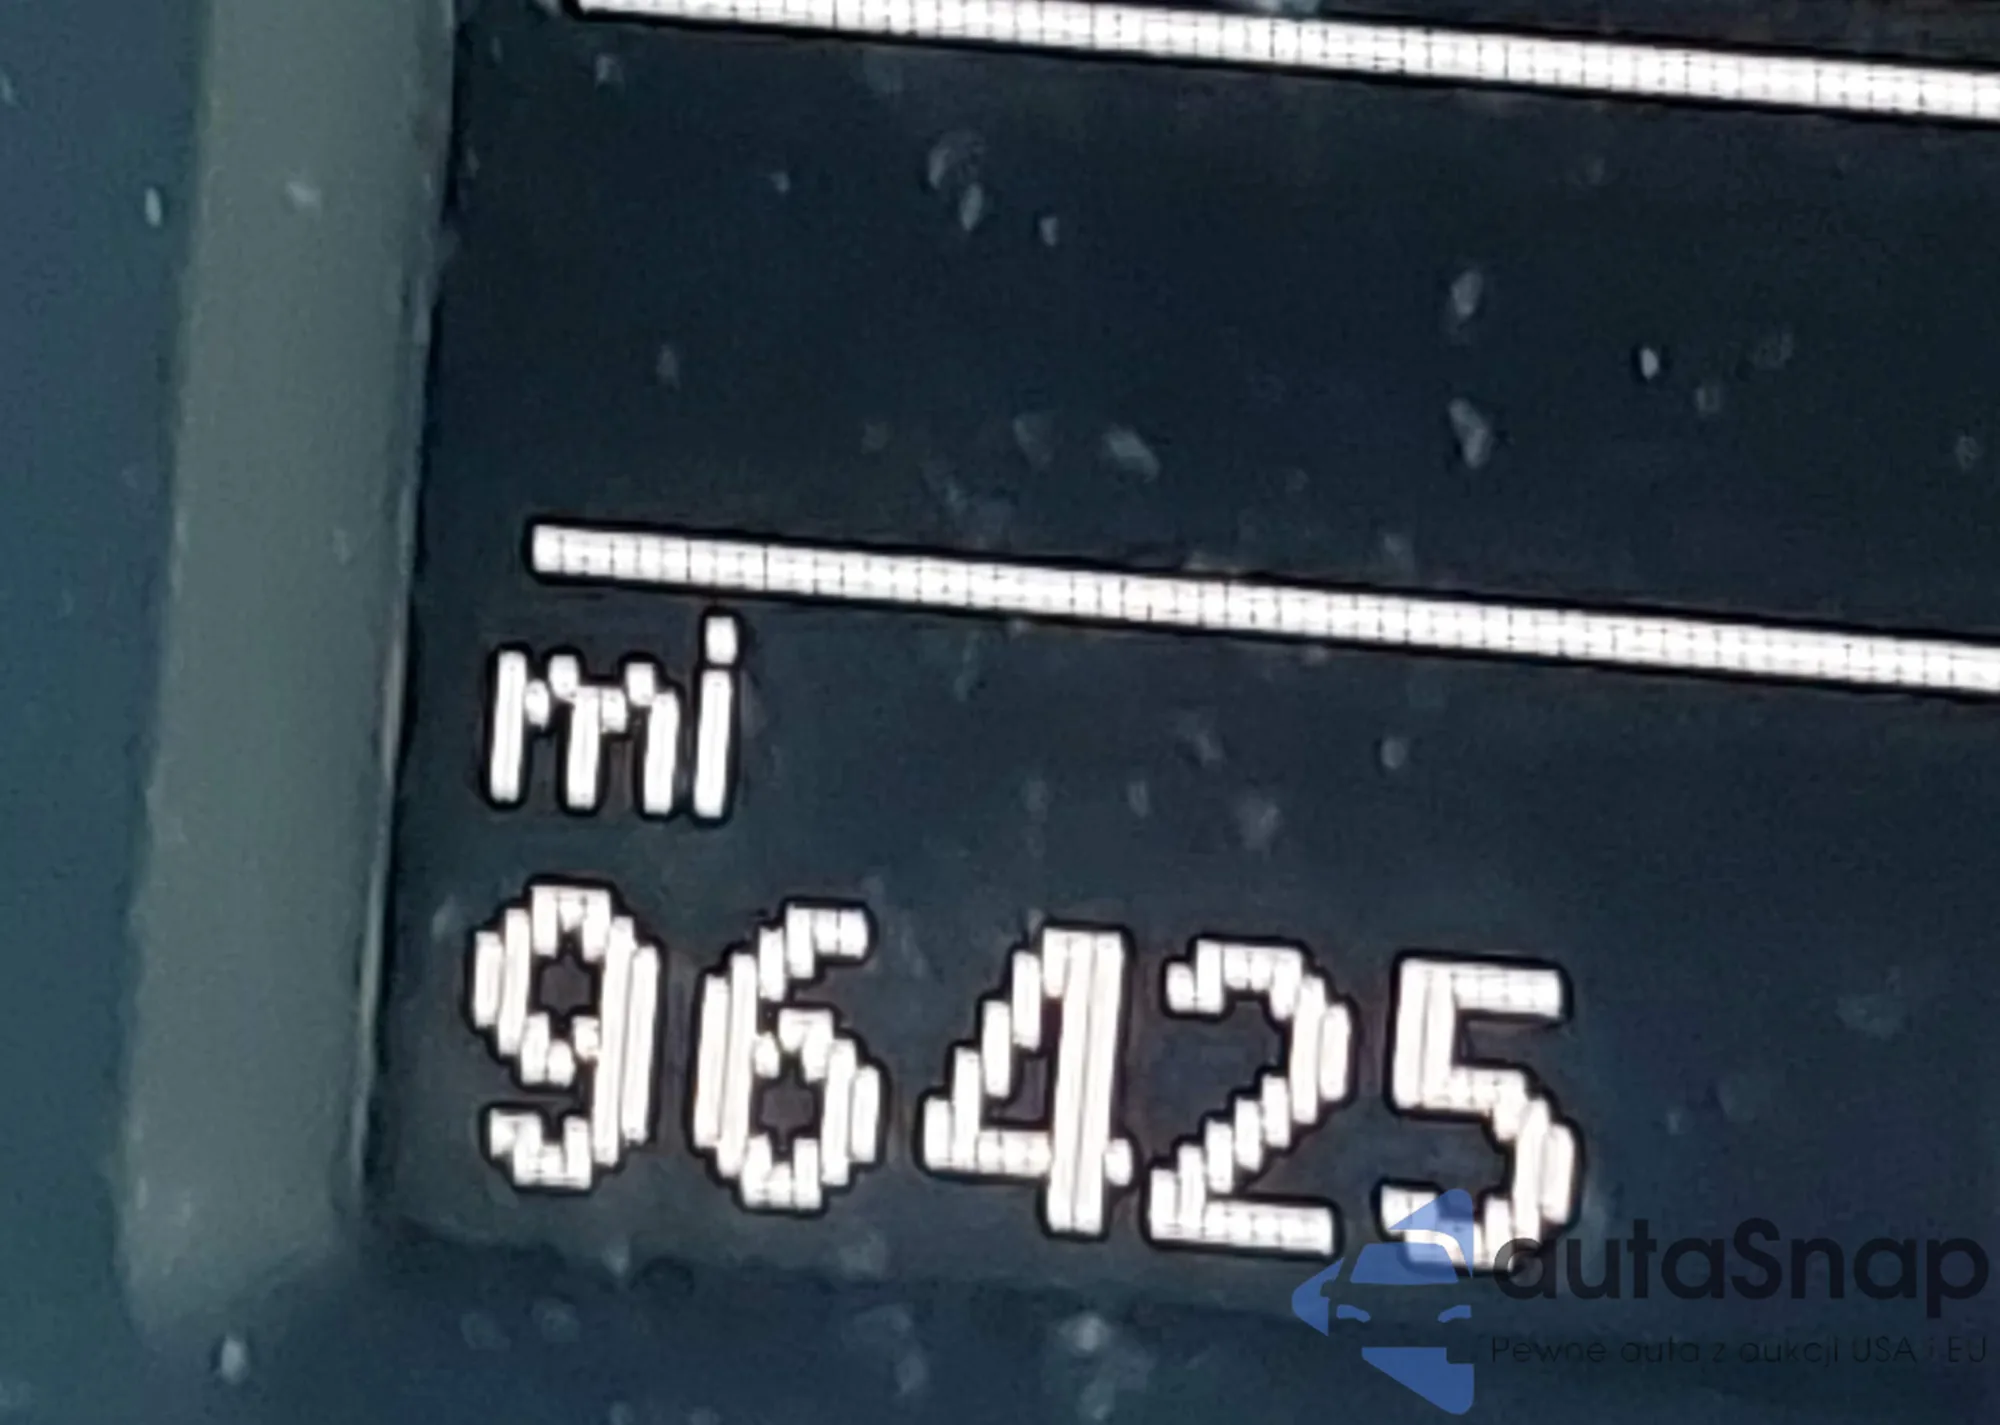 mi
96425
autaSnap
Pewne auta z aukcji USA i EU